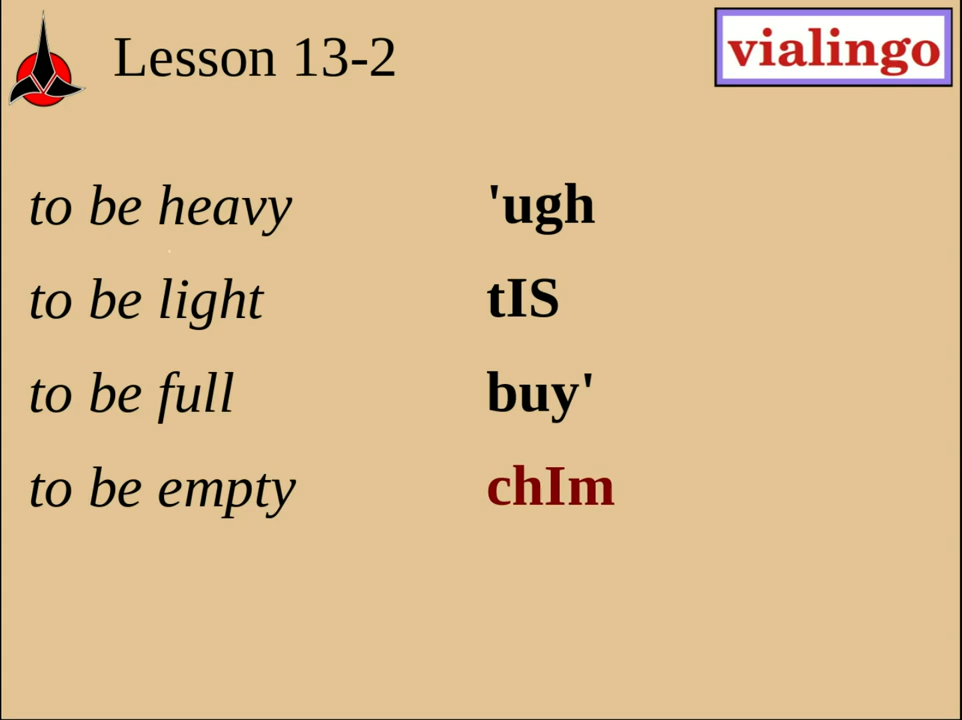 Lesson 13-2
vialingo
to be heavy 'ugh
to be light tIS
to be full buy'
to be empty chIm